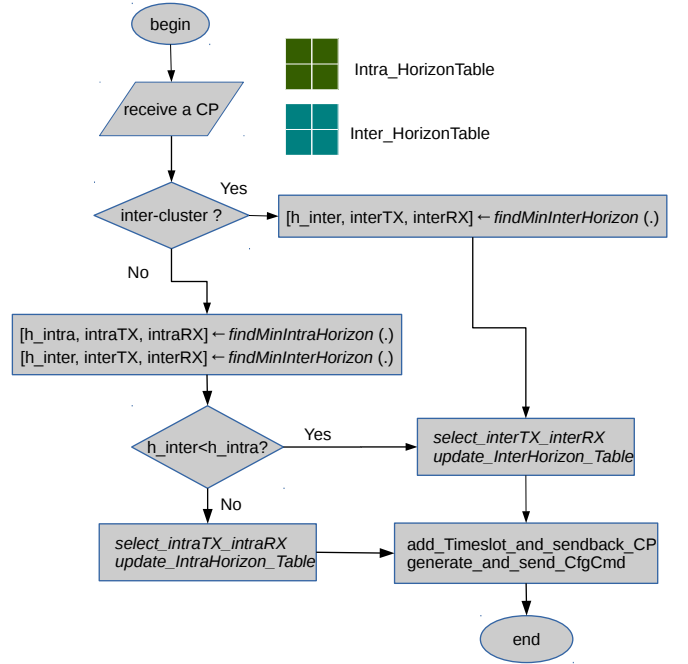 begin
Intra_HorizonTable
receive a CP
Inter_HorizonTable
Yes
inter-cluster ?
[h_inter, interTX, interRX] ← findMinInterHorizon (.)
No
[h_intra, intraTX, intraRX] ← findMinIntraHorizon (.)
[h_inter, interTX, interRX] ← findMinInterHorizon (.)
h_inter<h_intra?
Yes
select_interTX_interRX
update_InterHorizon_Table
No
select_intraTX_intraRX
update_IntraHorizon_Table
add_Timeslot_and_sendback_CP
generate_and_send_CfgCmd
end